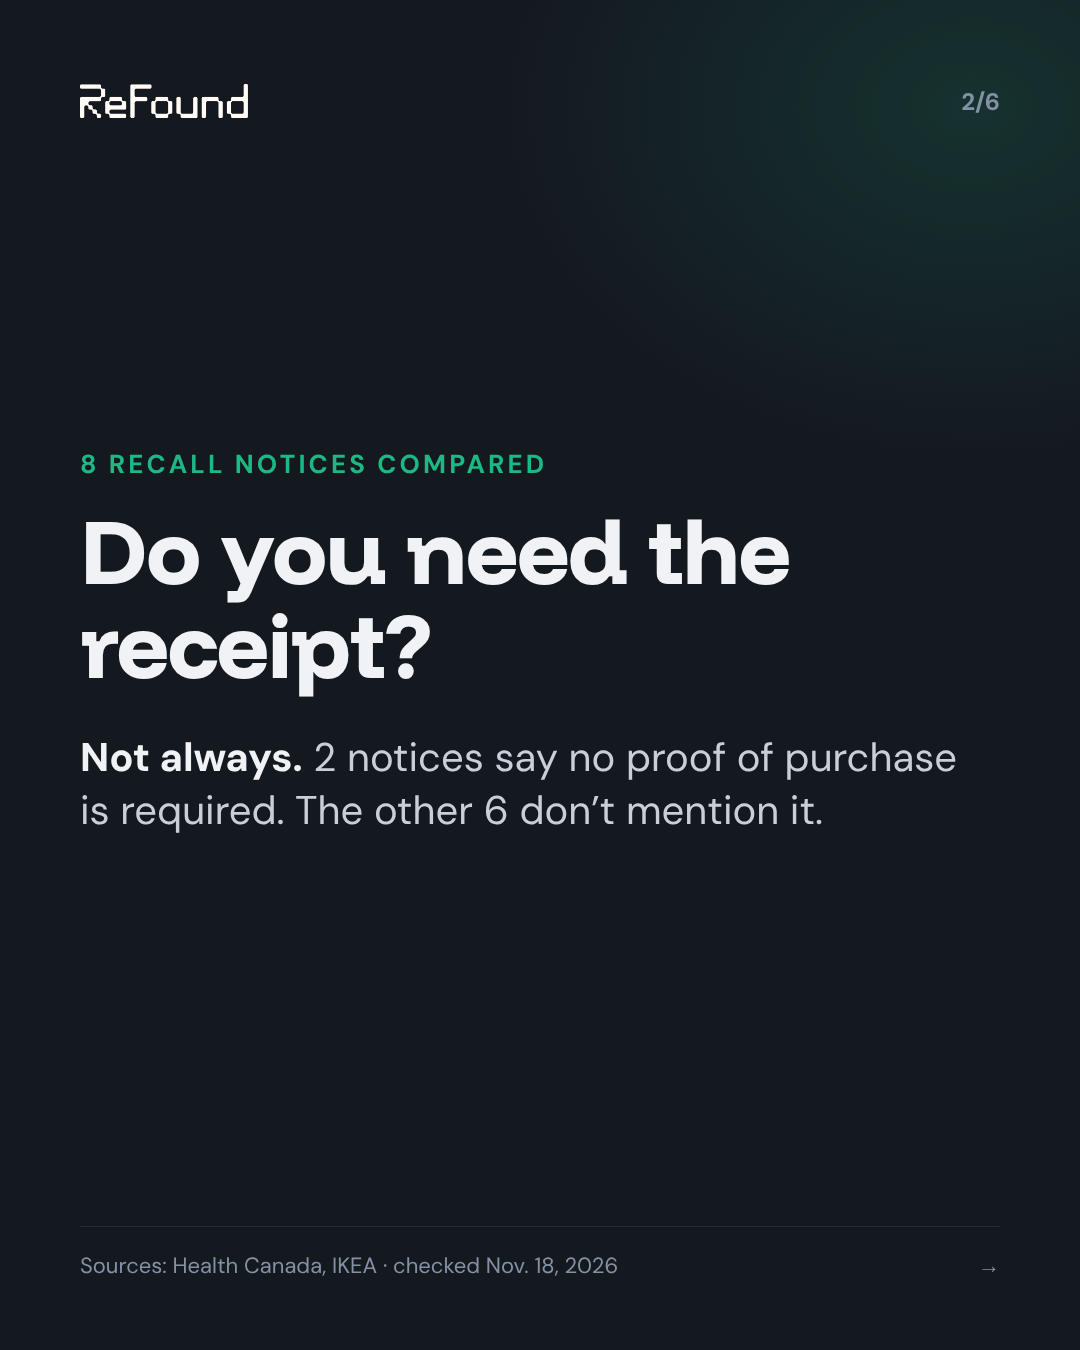 ReFound
2/6
8 RECALL NOTICES COMPARED
Do you need the
receipt?
Not always. 2 notices say no proof of purchase
is required. The other 6 don’t mention it.
Sources: Health Canada, IKEA · checked Nov. 18, 2026
→